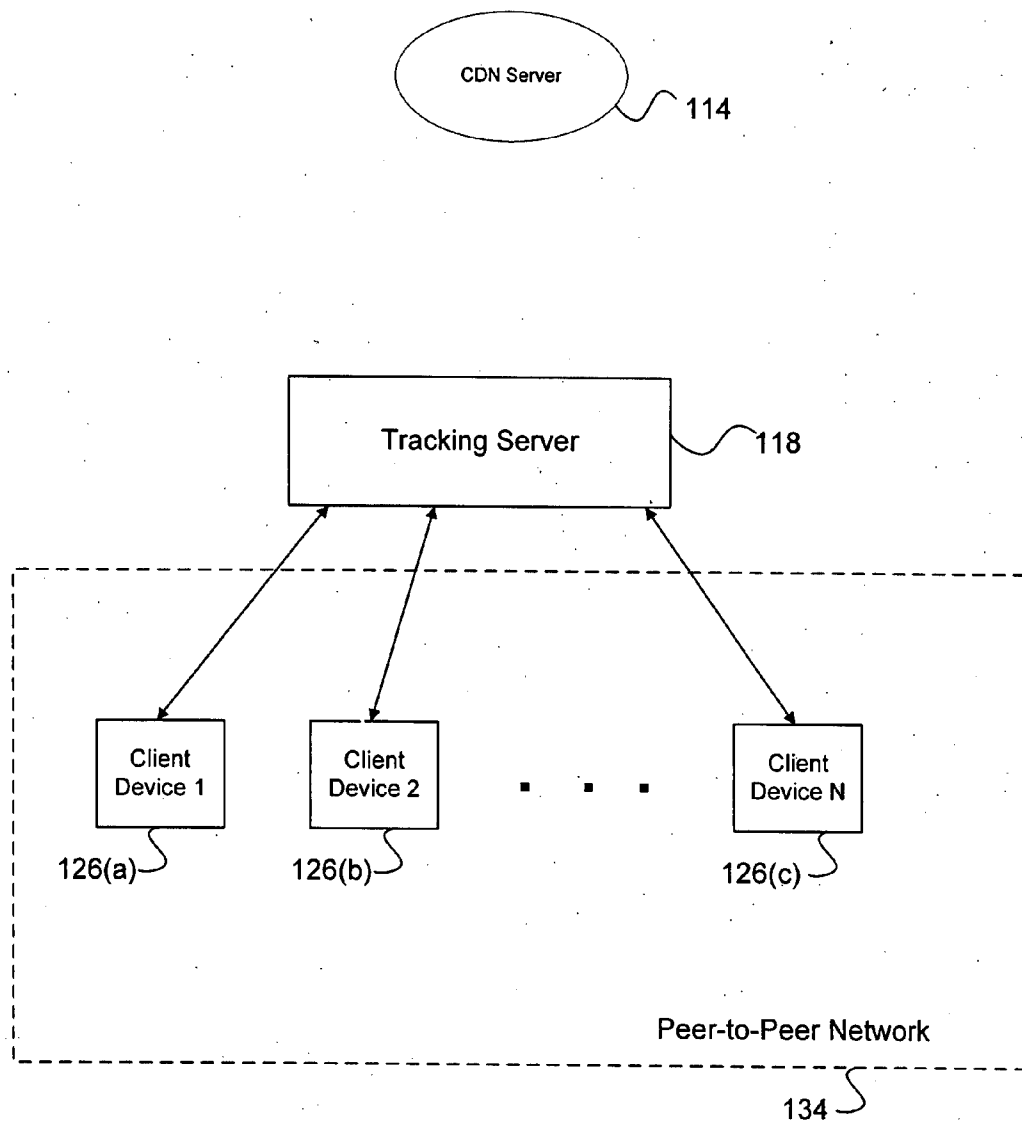 CDN Server
114
Tracking Server
118
Client
Device 1
Client
Device 2
Client
Device N
126(a)
126(b)
126(c)
Peer-to-Peer Network
134